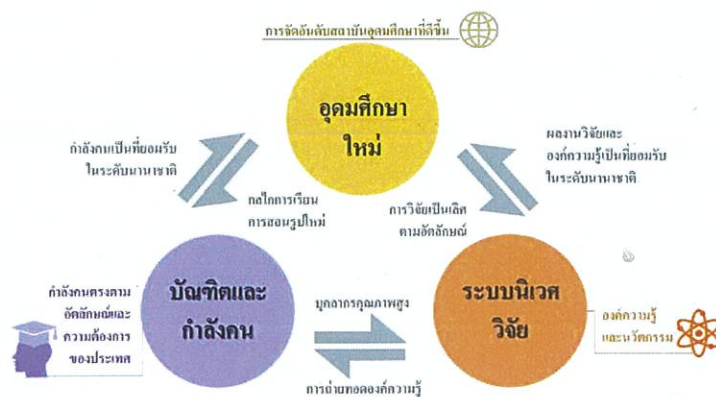 การจัดอันดับสถาบันอุดมศึกษาที่ดีขึ้น
อุดมศึกษา
ใหม่
กำลังคนเป็นที่ยอมรับ
ในระดับนานาชาติ
ผลงานวิจัยและ
องค์ความรู้เป็นที่ยอมรับ
ในระดับนานาชาติ
กลไกการเรียน
การสอนรูปใหม่
การวิจัยเป็นเลิศ
ตามอัตลักษณ์
กำลังคนตรงตาม
อัตลักษณ์และ
ความต้องการ
ของประเทศ
บัณฑิตและ
กำลังคน
บุคลากรคุณภาพสูง
การถ่ายทอดองค์ความรู้
ระบบนิเวศ
วิจัย
องค์ความรู้
และนวัตกรรม